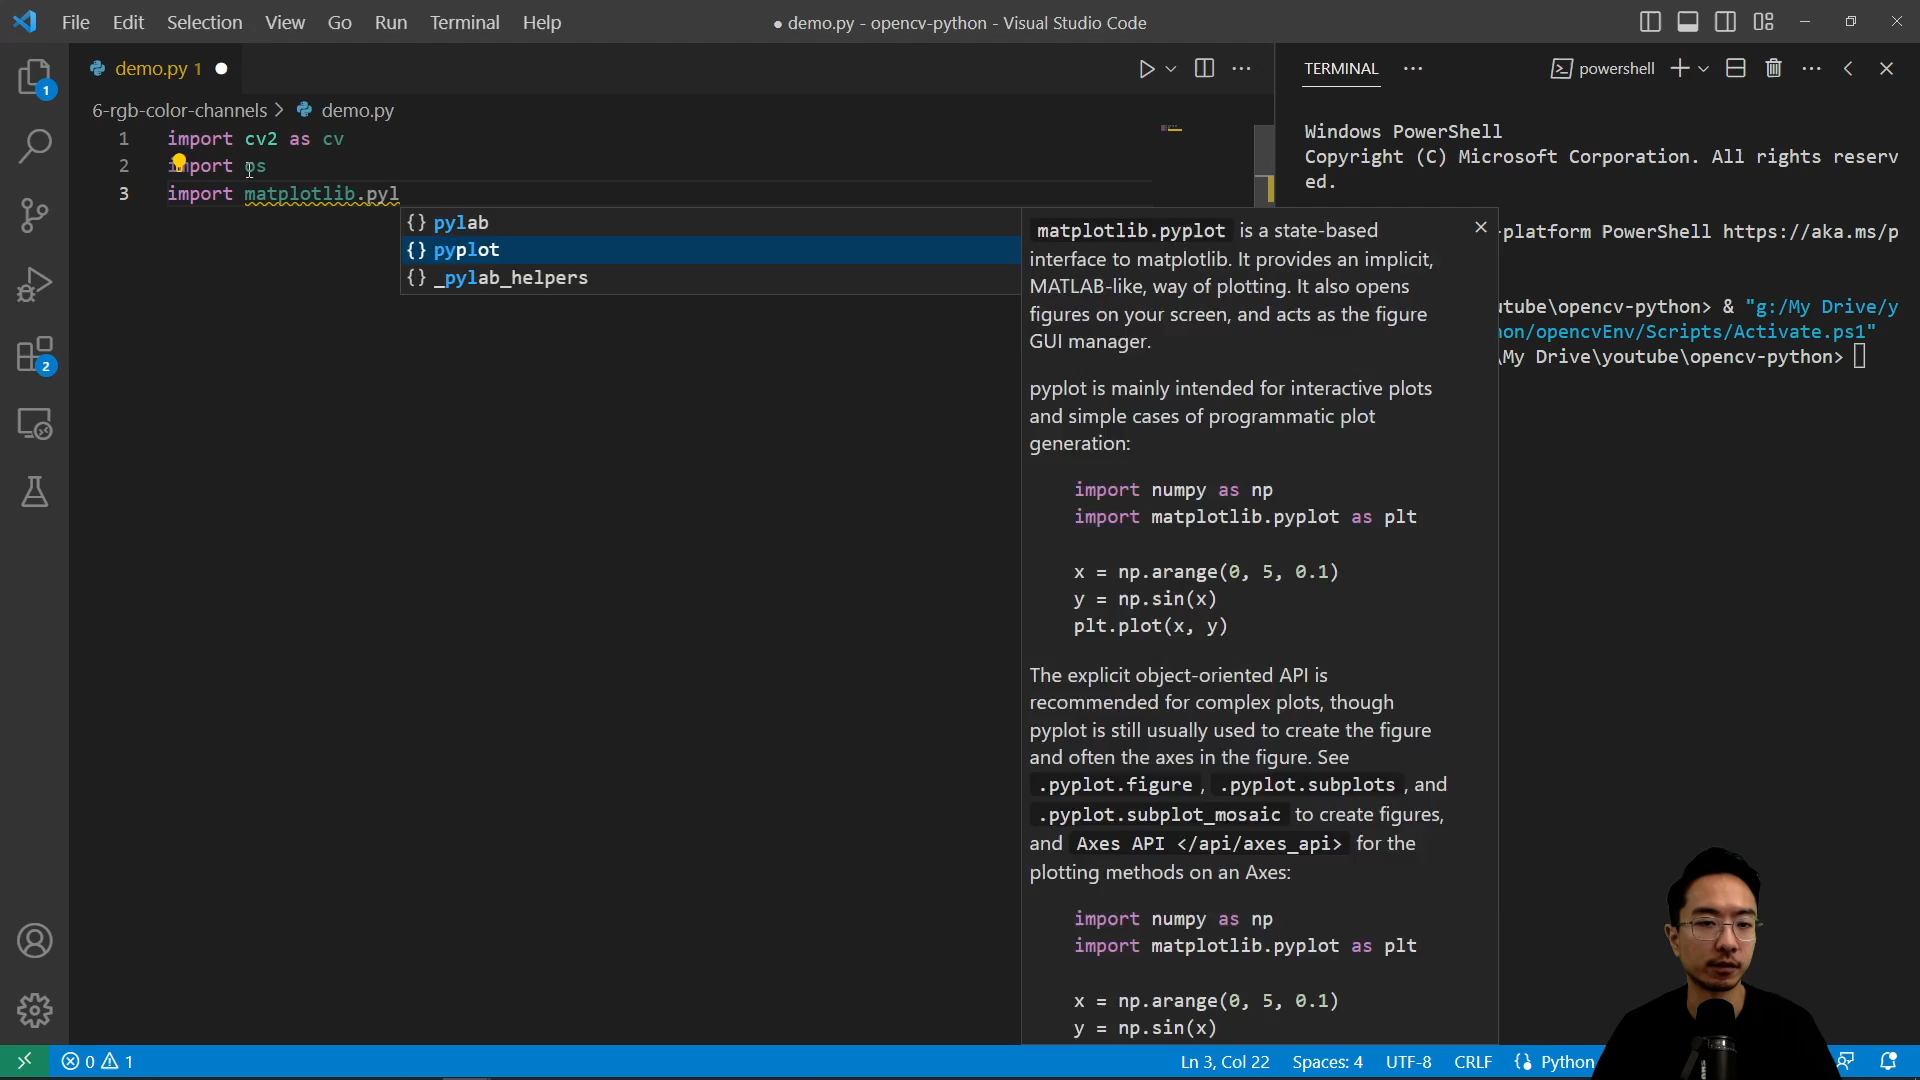 File Edit Selection View Go Run Terminal Help
● demo.py - opencv-python - Visual Studio Code
demo.py 1 ●
TERMINAL ...
powershell
6-rgb-color-channels > demo.py
1 import cv2 as cv
2 import os
3 import matplotlib.pyl
{} pylab
{} pyplot
{} _pylab_helpers
matplotlib.pyplot is a state-based
interface to matplotlib. It provides an implicit,
MATLAB-like, way of plotting. It also opens
figures on your screen, and acts as the figure
GUI manager.
pyplot is mainly intended for interactive plots
and simple cases of programmatic plot
generation:
import numpy as np
import matplotlib.pyplot as plt
x = np.arange(0, 5, 0.1)
y = np.sin(x)
plt.plot(x, y)
The explicit object-oriented API is
recommended for complex plots, though
pyplot is still usually used to create the figure
and often the axes in the figure. See
.pyplot.figure , .pyplot.subplots , and
.pyplot.subplot_mosaic to create figures,
and Axes API </api/axes_api> for the
plotting methods on an Axes:
import numpy as np
import matplotlib.pyplot as plt
x = np.arange(0, 5, 0.1)
y = np.sin(x)
Windows PowerShell
Copyright (C) Microsoft Corporation. All rights reserv
ed.
-platform PowerShell https://aka.ms/p
utube\opencv-python> & "g:/My Drive/y
on/opencvEnv/Scripts/Activate.ps1"
\My Drive\youtube\opencv-python>
1
2
0 1
Ln 3, Col 22 Spaces: 4 UTF-8 CRLF {} Python